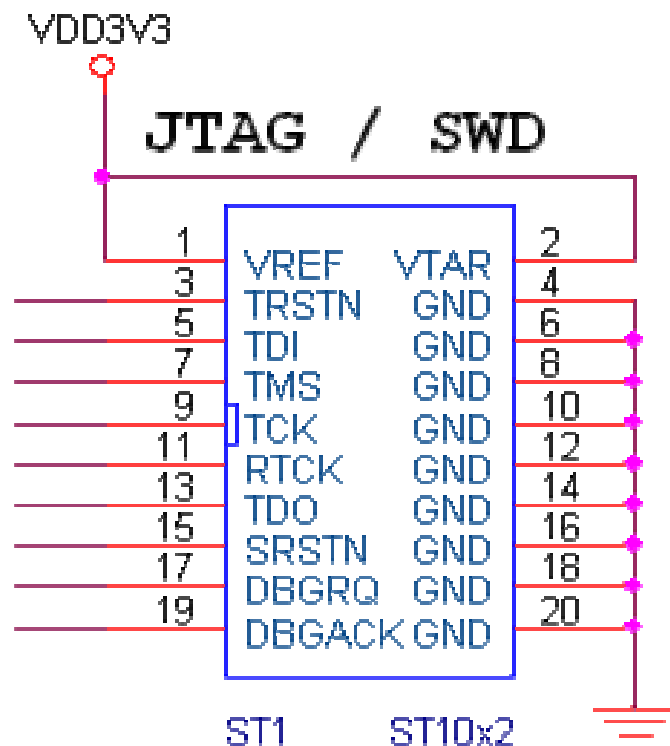 VDD3V3
JTAG / SWD
1 VREF VTAR 2
3 TRSTN GND 4
5 TDI GND 6
7 TMS GND 8
9 TCK GND 10
11 RTCK GND 12
13 TDO GND 14
15 SRSTN GND 16
17 DBGRQ GND 18
19 DBGACK GND 20
ST1 ST10x2